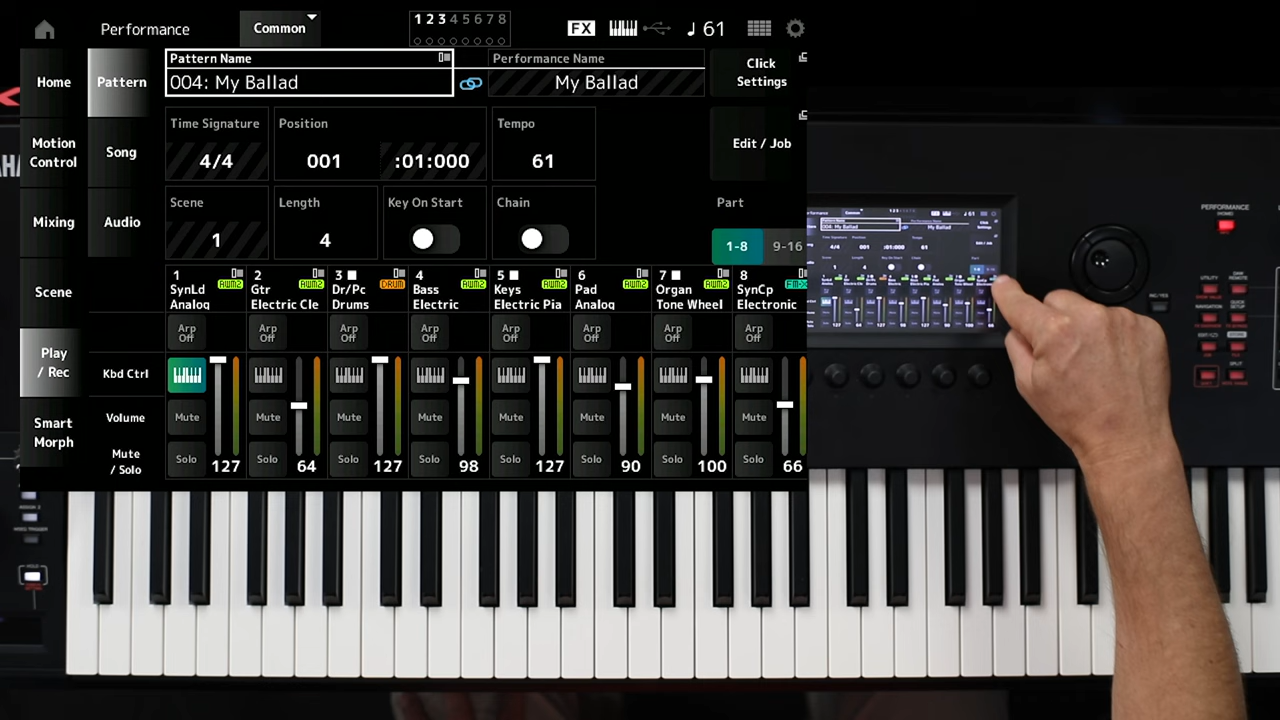 Performance
Common
1 2 3 4 5 6 7 8
FX
61
Home
Pattern
Pattern Name
004: My Ballad
Performance Name
My Ballad
Click
Settings
Motion
Control
Song
Time Signature
4/4
Position
001
:01:000
Tempo
61
Edit / Job
Mixing
Audio
Scene
1
Length
4
Key On Start
Chain
Part
1-8
9-16
Scene
1
SynLd
Analog
AWM2
2
Gtr
Electric Cle
AWM2
3
Dr/Pc
Drums
DRUM
4
Bass
Electric
AWM2
5
Keys
Electric Pia
AWM2
6
Pad
Analog
AWM2
7
Organ
Tone Wheel
AWM2
8
SynCp
Electronic
FM-X
Arp
Off
Arp
Off
Arp
Off
Arp
Off
Arp
Off
Arp
Off
Arp
Off
Arp
Off
Play
/ Rec
Kbd Ctrl
Volume
Mute Mute Mute Mute Mute Mute Mute Mute
Smart
Morph
Mute
/ Solo
Solo 127
Solo 64
Solo 127
Solo 98
Solo 127
Solo 90
Solo 100
Solo 66
PERFORMANCE